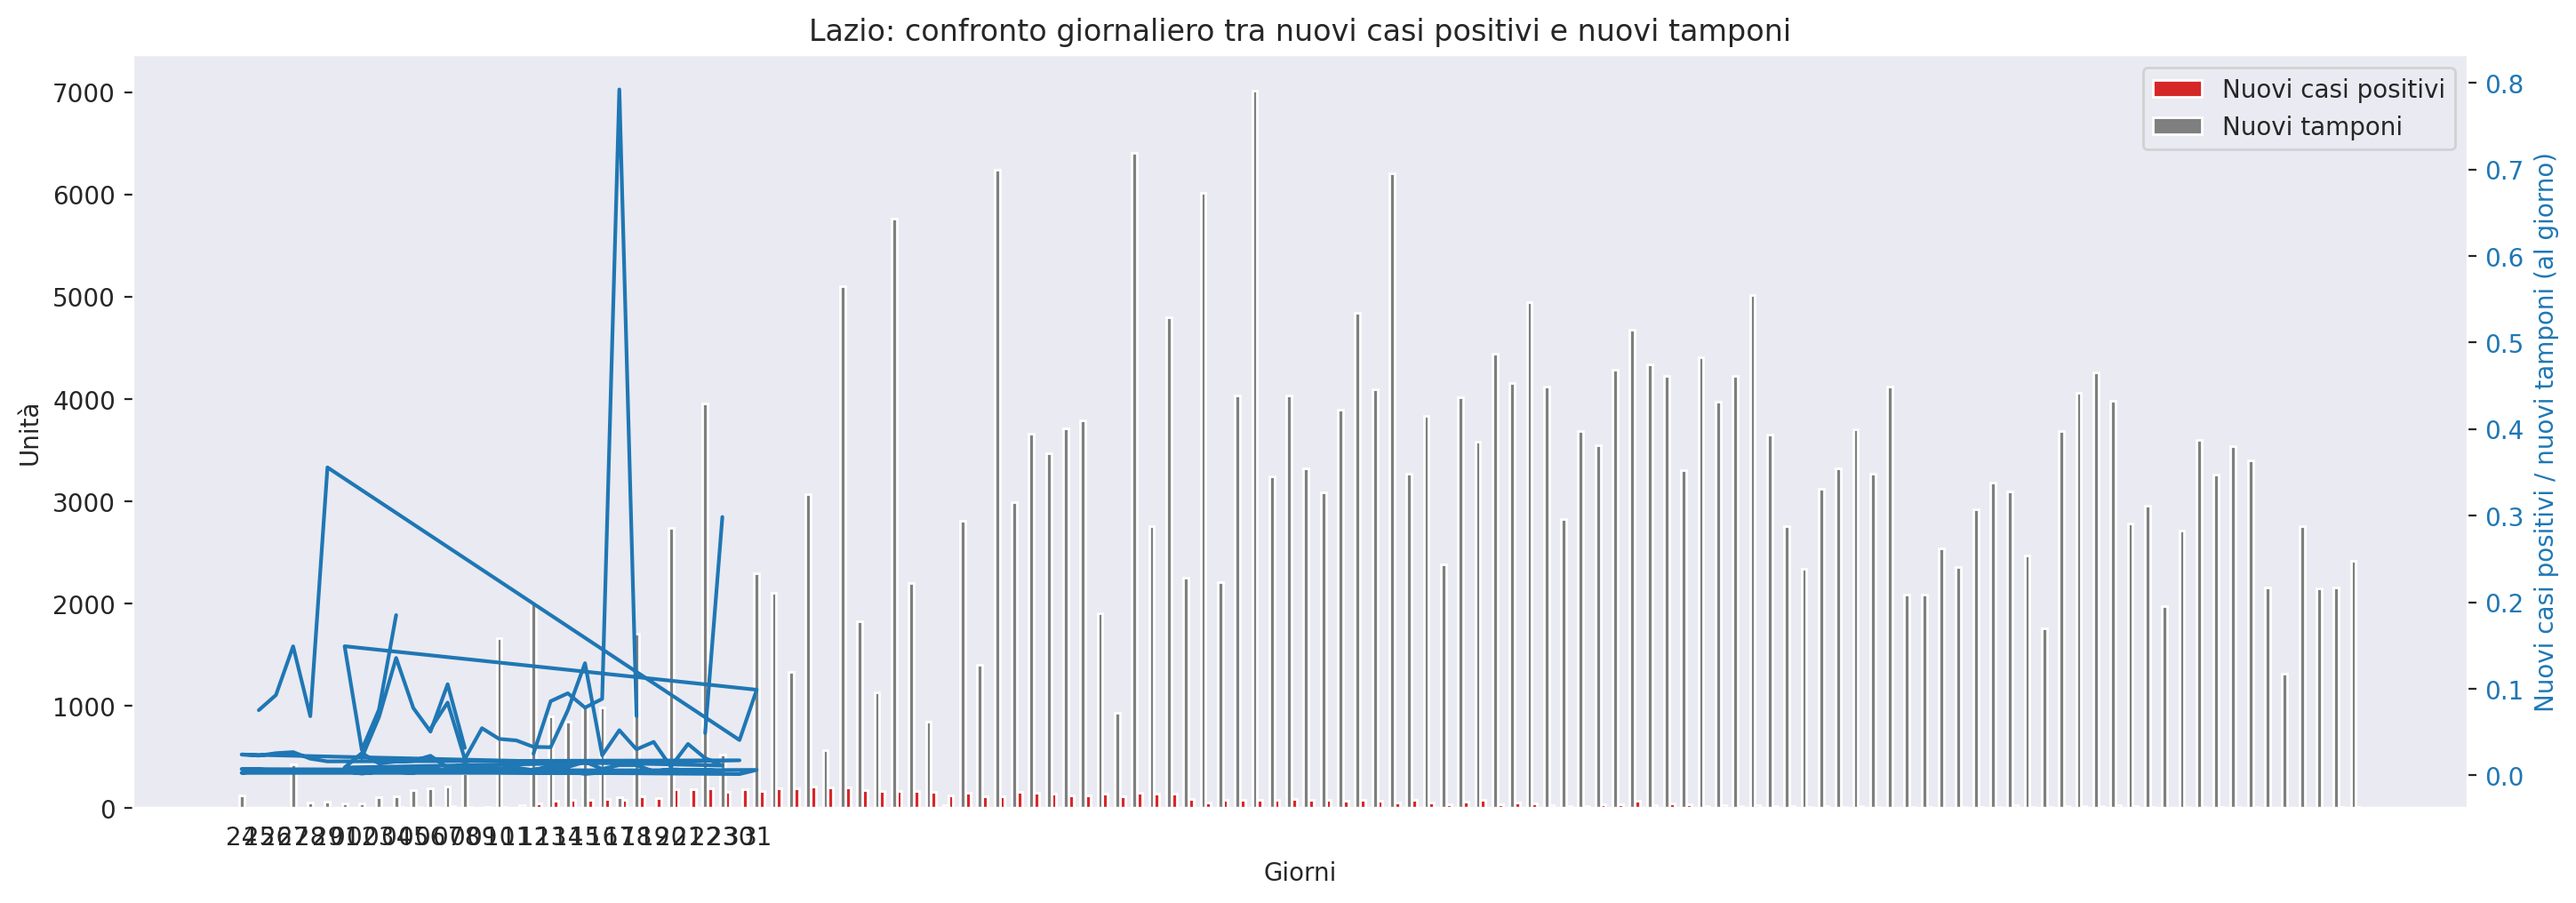 Lazio: confronto giornaliero tra nuovi casi positivi e nuovi tamponi
Nuovi casi positivi
Nuovi tamponi
7000
6000
5000
4000
3000
2000
1000
0
Unità
0.8
0.7
0.6
0.5
0.4
0.3
0.2
0.1
0.0
Nuovi casi positivi / nuovi tamponi (al giorno)
Giorni